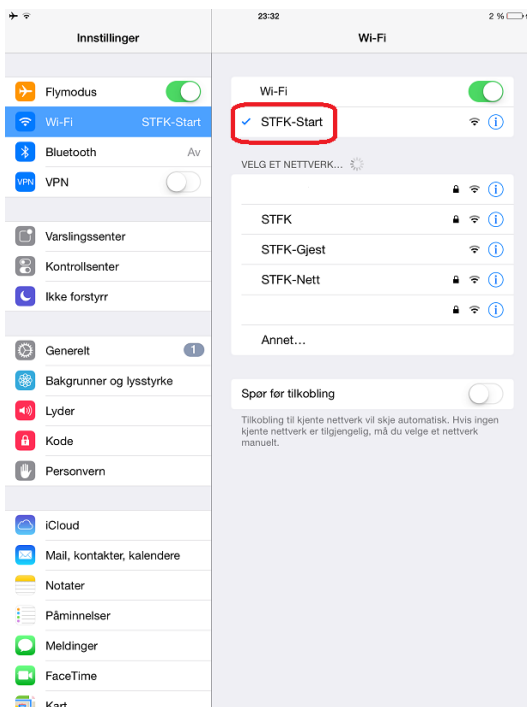 23:32
2 %
Innstillinger
Wi-Fi
Flymodus
Wi-Fi STFK-Start
Bluetooth Av
VPN VPN
Varslingssenter
Kontrollsenter
Ikke forstyrr
Generelt 1
Bakgrunner og lysstyrke
Lyder
Kode
Personvern
iCloud
Mail, kontakter, kalendere
Notater
Påminnelser
Meldinger
FaceTime
Kart
Wi-Fi
STFK-Start
VELG ET NETTVERK...
STFK
STFK-Gjest
STFK-Nett
Annet...
Spør før tilkobling
Tilkobling til kjente nettverk vil skje automatisk. Hvis ingen
kjente nettverk er tilgjengelig, må du velge et nettverk
manuelt.